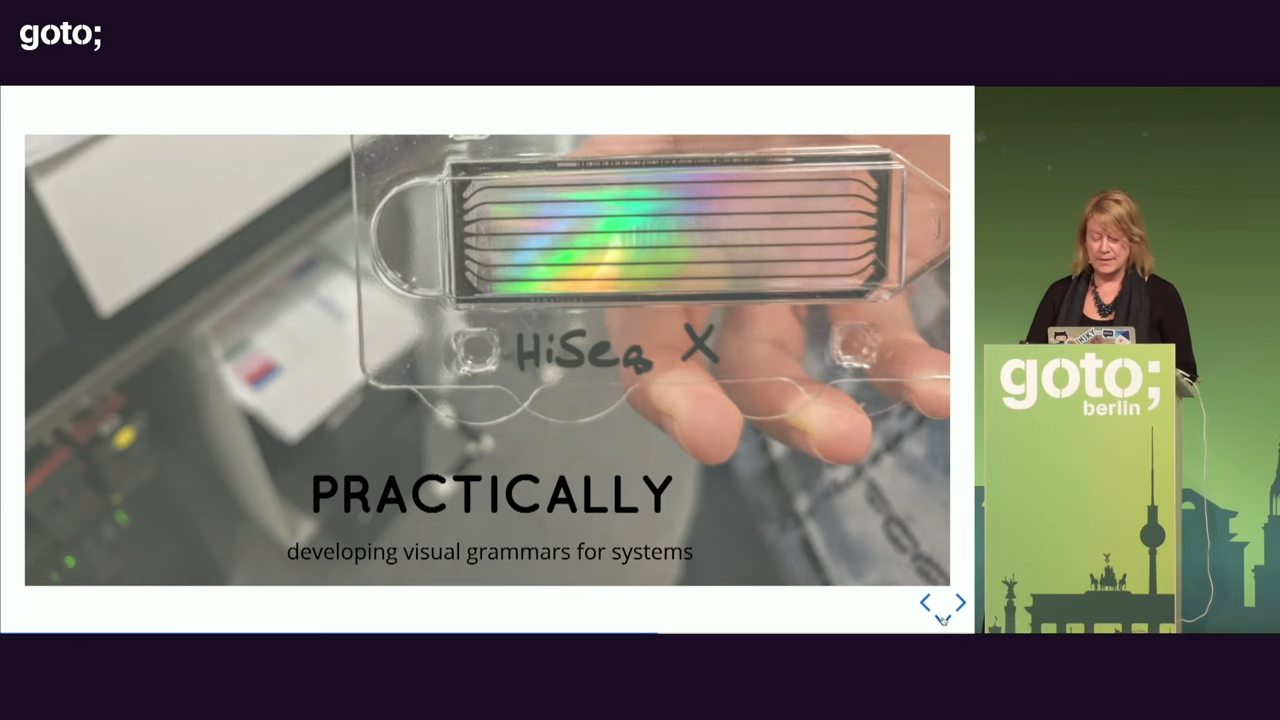 goto;
HiSeq X
PRACTICALLY
developing visual grammars for systems
goto;
berlin